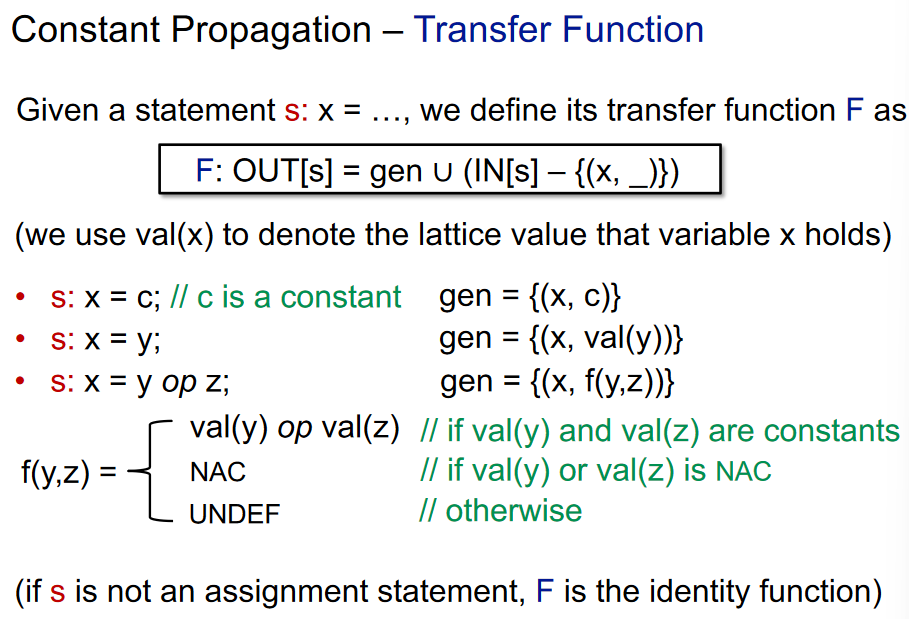 Constant Propagation – Transfer Function
Given a statement s: x = …, we define its transfer function F as
F: OUT[s] = gen ∪ (IN[s] – {(x, _)})
(we use val(x) to denote the lattice value that variable x holds)
• s: x = c; // c is a constant gen = {(x, c)}
• s: x = y; gen = {(x, val(y))}
• s: x = y op z; gen = {(x, f(y,z))}
val(y) op val(z) // if val(y) and val(z) are constants
f(y,z) = NAC // if val(y) or val(z) is NAC
UNDEF // otherwise
(if s is not an assignment statement, F is the identity function)